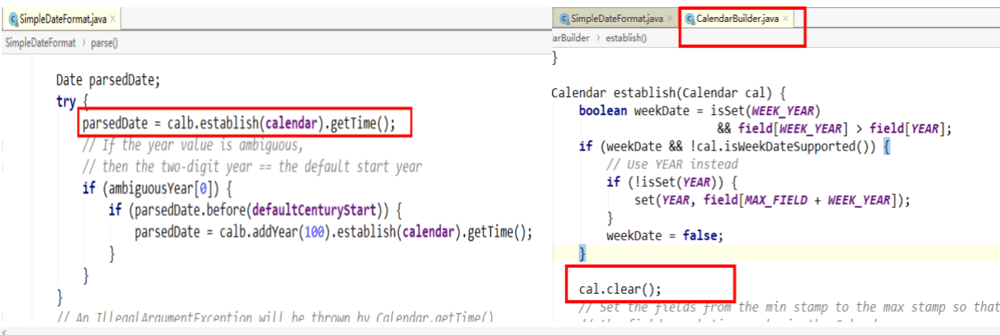 SimpleDateFormat.java ×
SimpleDateFormat › parse()
Date parsedDate;
try {
parsedDate = calb.establish(calendar).getTime();
// If the year value is ambiguous,
// then the two-digit year == the default start year
if (ambiguousYear[0]) {
if (parsedDate.before(defaultCenturyStart)) {
parsedDate = calb.addYear(100).establish(calendar).getTime();
}
}
}
// An IllegalArgumentException will be thrown by Calendar.getTime()
SimpleDateFormat.java × CalendarBuilder.java ×
arBuilder › establish()
}
Calendar establish(Calendar cal) {
boolean weekDate = isSet(WEEK_YEAR)
&& field[WEEK_YEAR] > field[YEAR];
if (weekDate && !cal.isWeekDateSupported()) {
// Use YEAR instead
if (!isSet(YEAR)) {
set(YEAR, field[MAX_FIELD + WEEK_YEAR]);
}
weekDate = false;
}
cal.clear();
// Set the fields from the min stamp to the max stamp so that